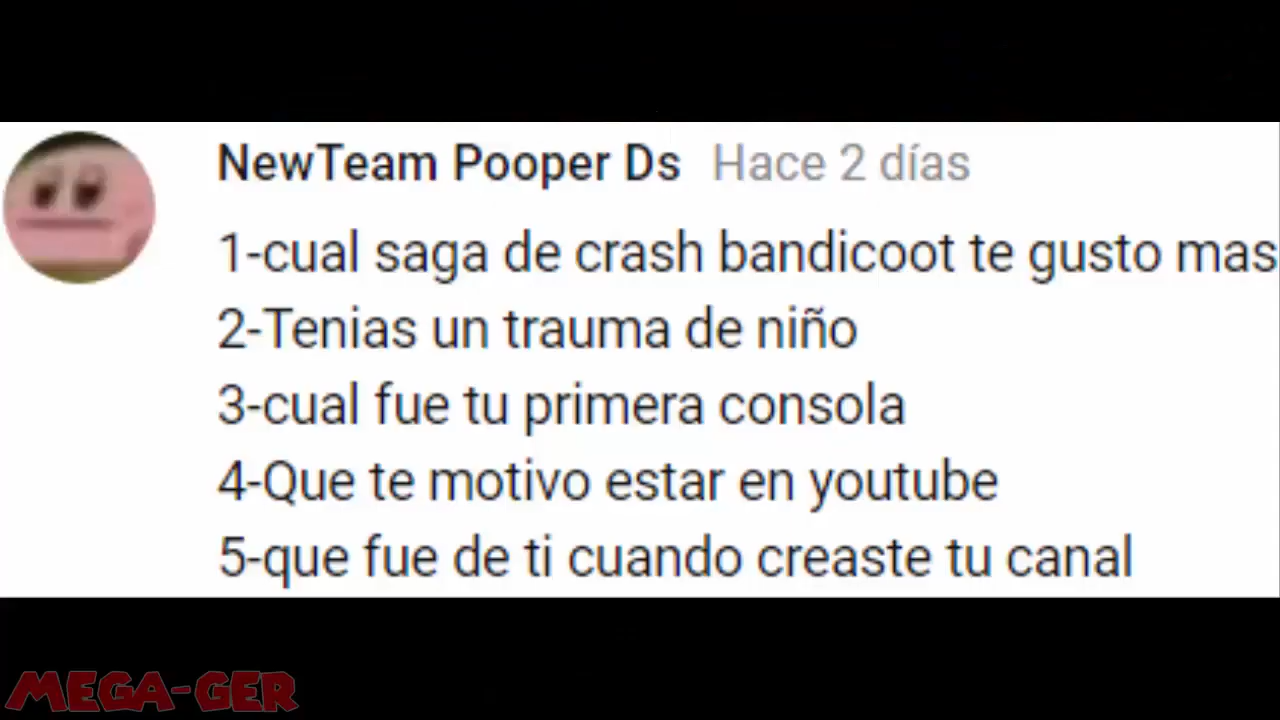 NewTeam Pooper Ds Hace 2 días
1-cual saga de crash bandicoot te gusto mas
2-Tenias un trauma de niño
3-cual fue tu primera consola
4-Que te motivo estar en youtube
5-que fue de ti cuando creaste tu canal
MEGA-GER